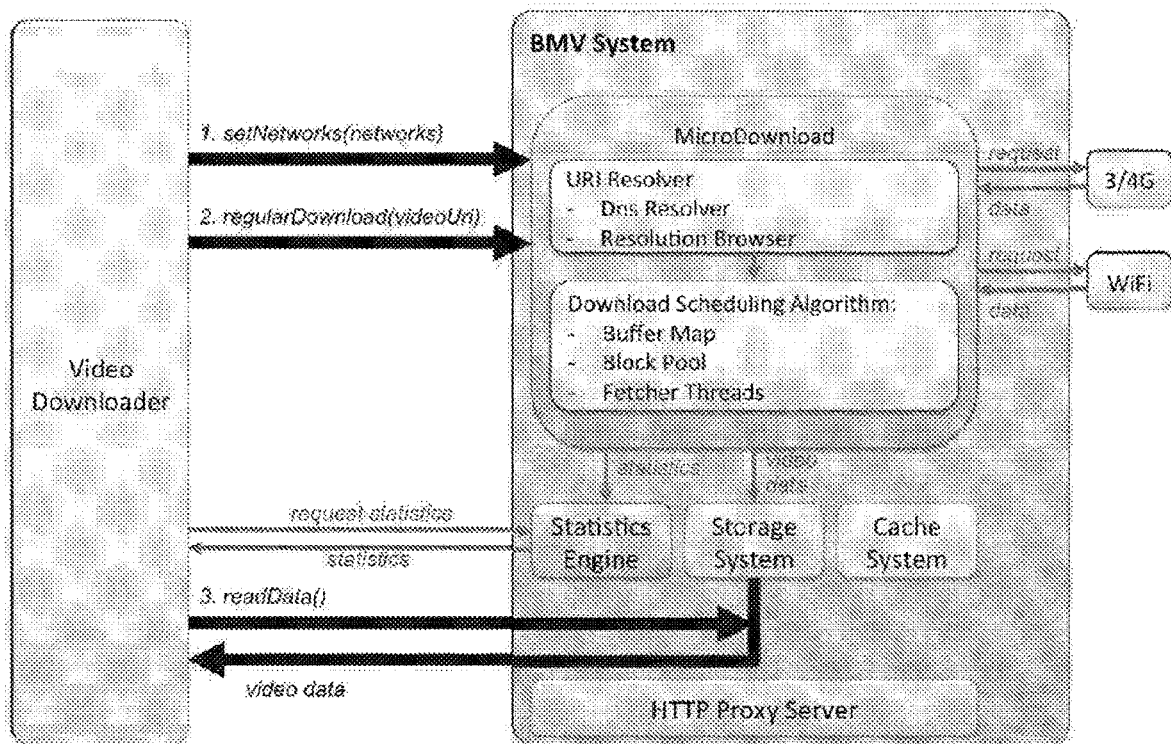 BMV System
MicroDownload
1. setNetworks(networks)
2. regularDownload(videoUri)
URI Resolver
- Dns Resolver
- Resolution Browser
Download Scheduling Algorithm:
- Buffer Map
- Block Pool
- Fetcher Threads
request
data
3/4G
request
data
WiFi
Video
Downloader
statistics
video
data
request statistics
statistics
Statistics
Engine
Storage
System
Cache
System
3. readData()
video data
HTTP Proxy Server